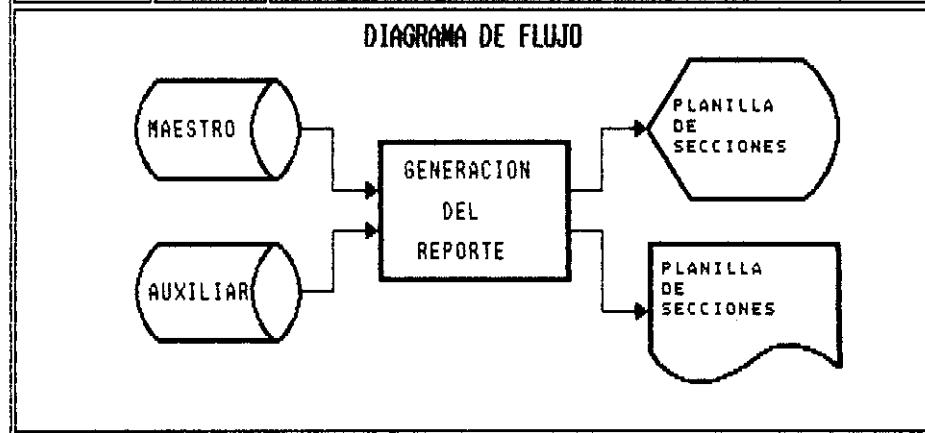 DIAGRAMA DE FLUJO
MAESTRO
GENERACION
DEL
REPORTE
AUXILIAR
PLANILLA
DE
SECCIONES
PLANILLA
DE
SECCIONES